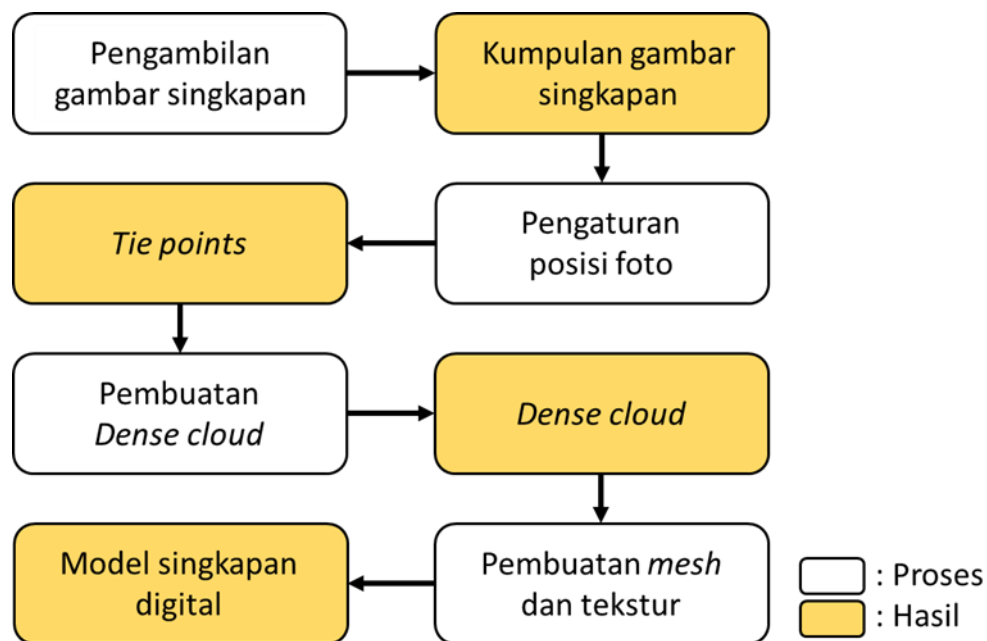 Pengambilan
gambar singkapan
Kumpulan gambar
singkapan
Tie points
Pengaturan
posisi foto
Pembuatan
Dense cloud
Dense cloud
Model singkapan
digital
Pembuatan mesh
dan tekstur
: Proses
: Hasil